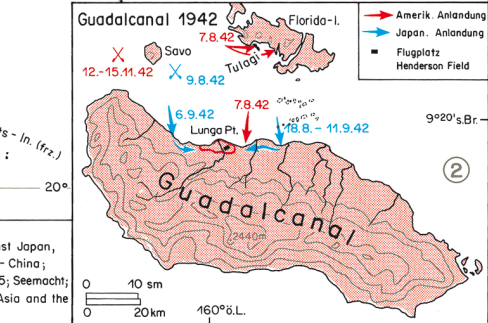 Guadalcanal 1942
Florida-I.
Amerik. Anlandung
Japan. Anlandung
Flugplatz
Henderson Field
7.8.42
Savo
Tulagi
12.-15.11.42
9.8.42
6.9.42
7.8.42
Lunga Pt.
18.8. - 11.9.42
9°20's.Br.
ts - In. (frz.)
:
20°
2
Guadalcanal
2440m
st Japan,
- China;
5; Seemacht;
Asia and the
0 10 sm
0 20 km
160°ö.L.